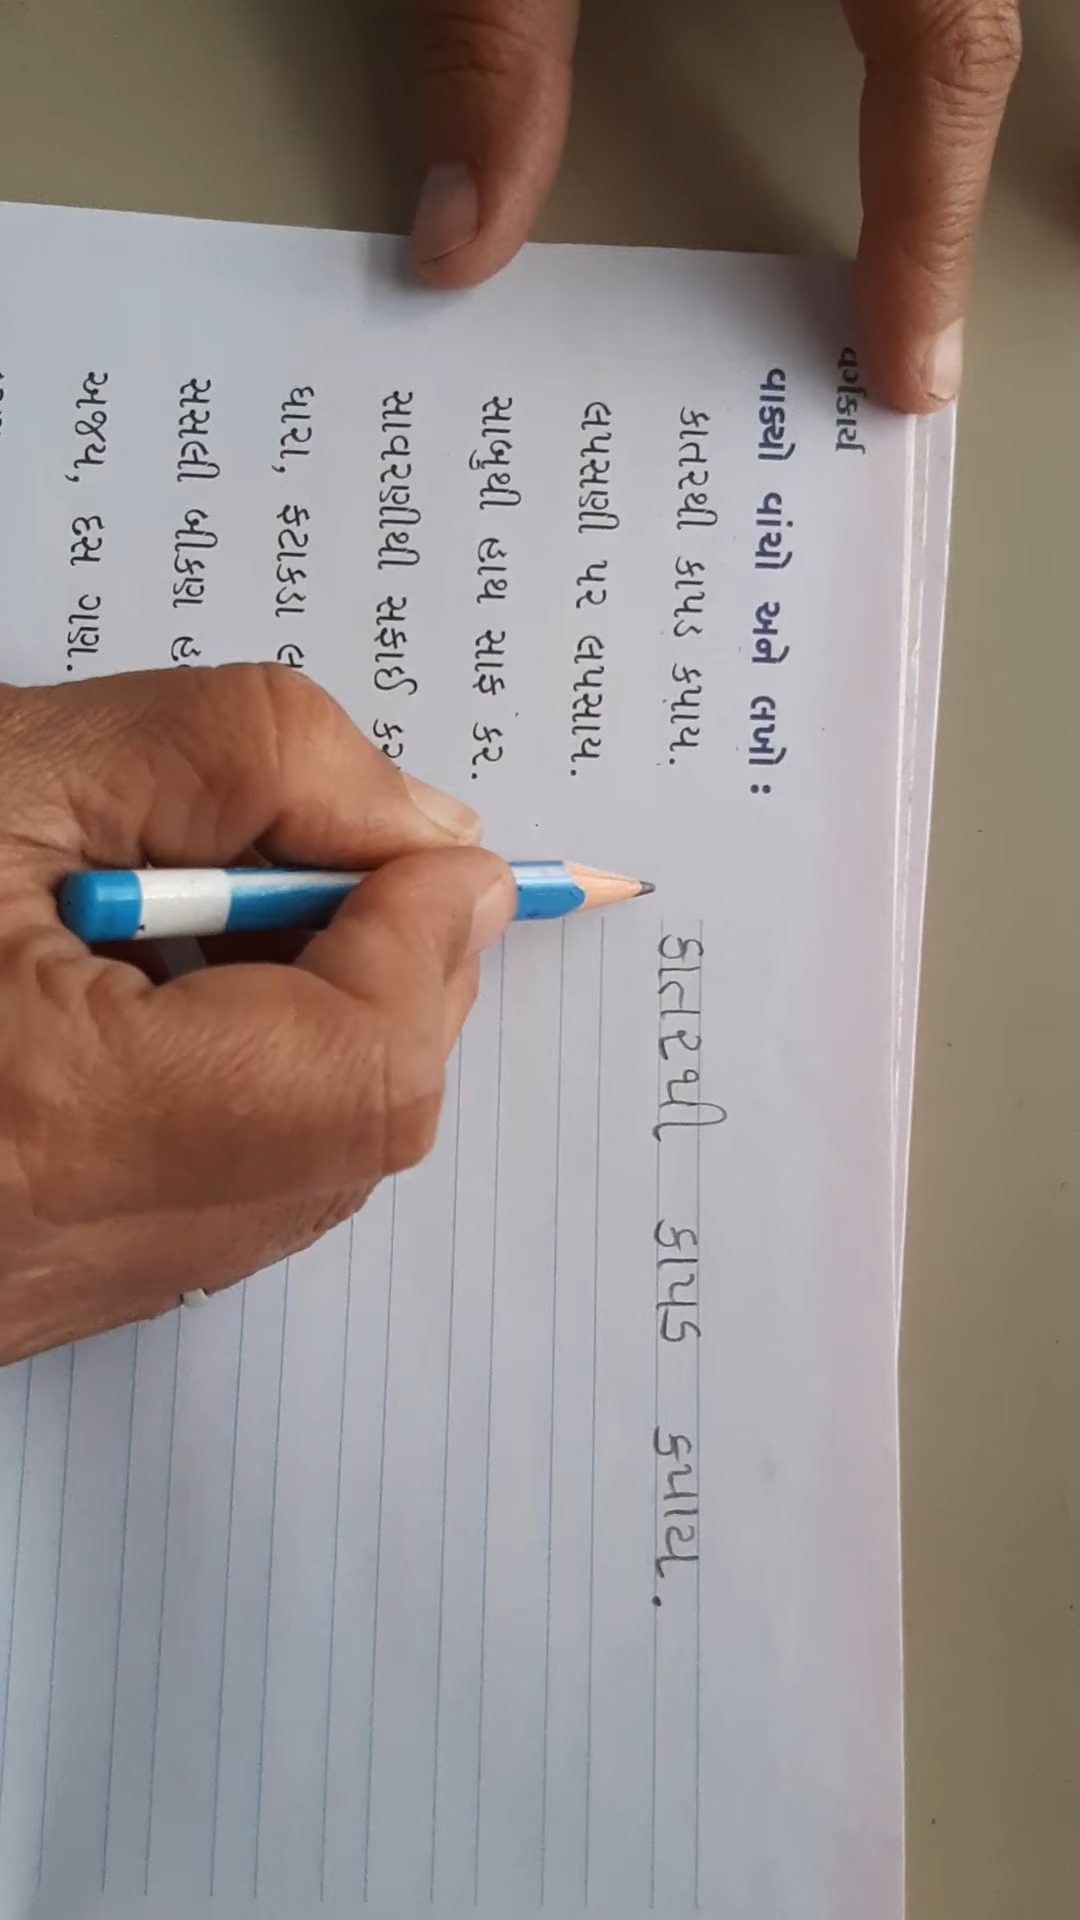 વર્ગકાર્ય
વાક્યો વાંચો અને લખો :
કાતરથી કાપડ કપાય.
કાતરથી કાપડ કપાય.
લપસણી પર લપસાય.
સાબુથી હાથ સાફ કર.
સાવરણીથી સફાઈ
ધારા, ફટાકડા
સસલી બીકણ
અજય, દસ ગણ.